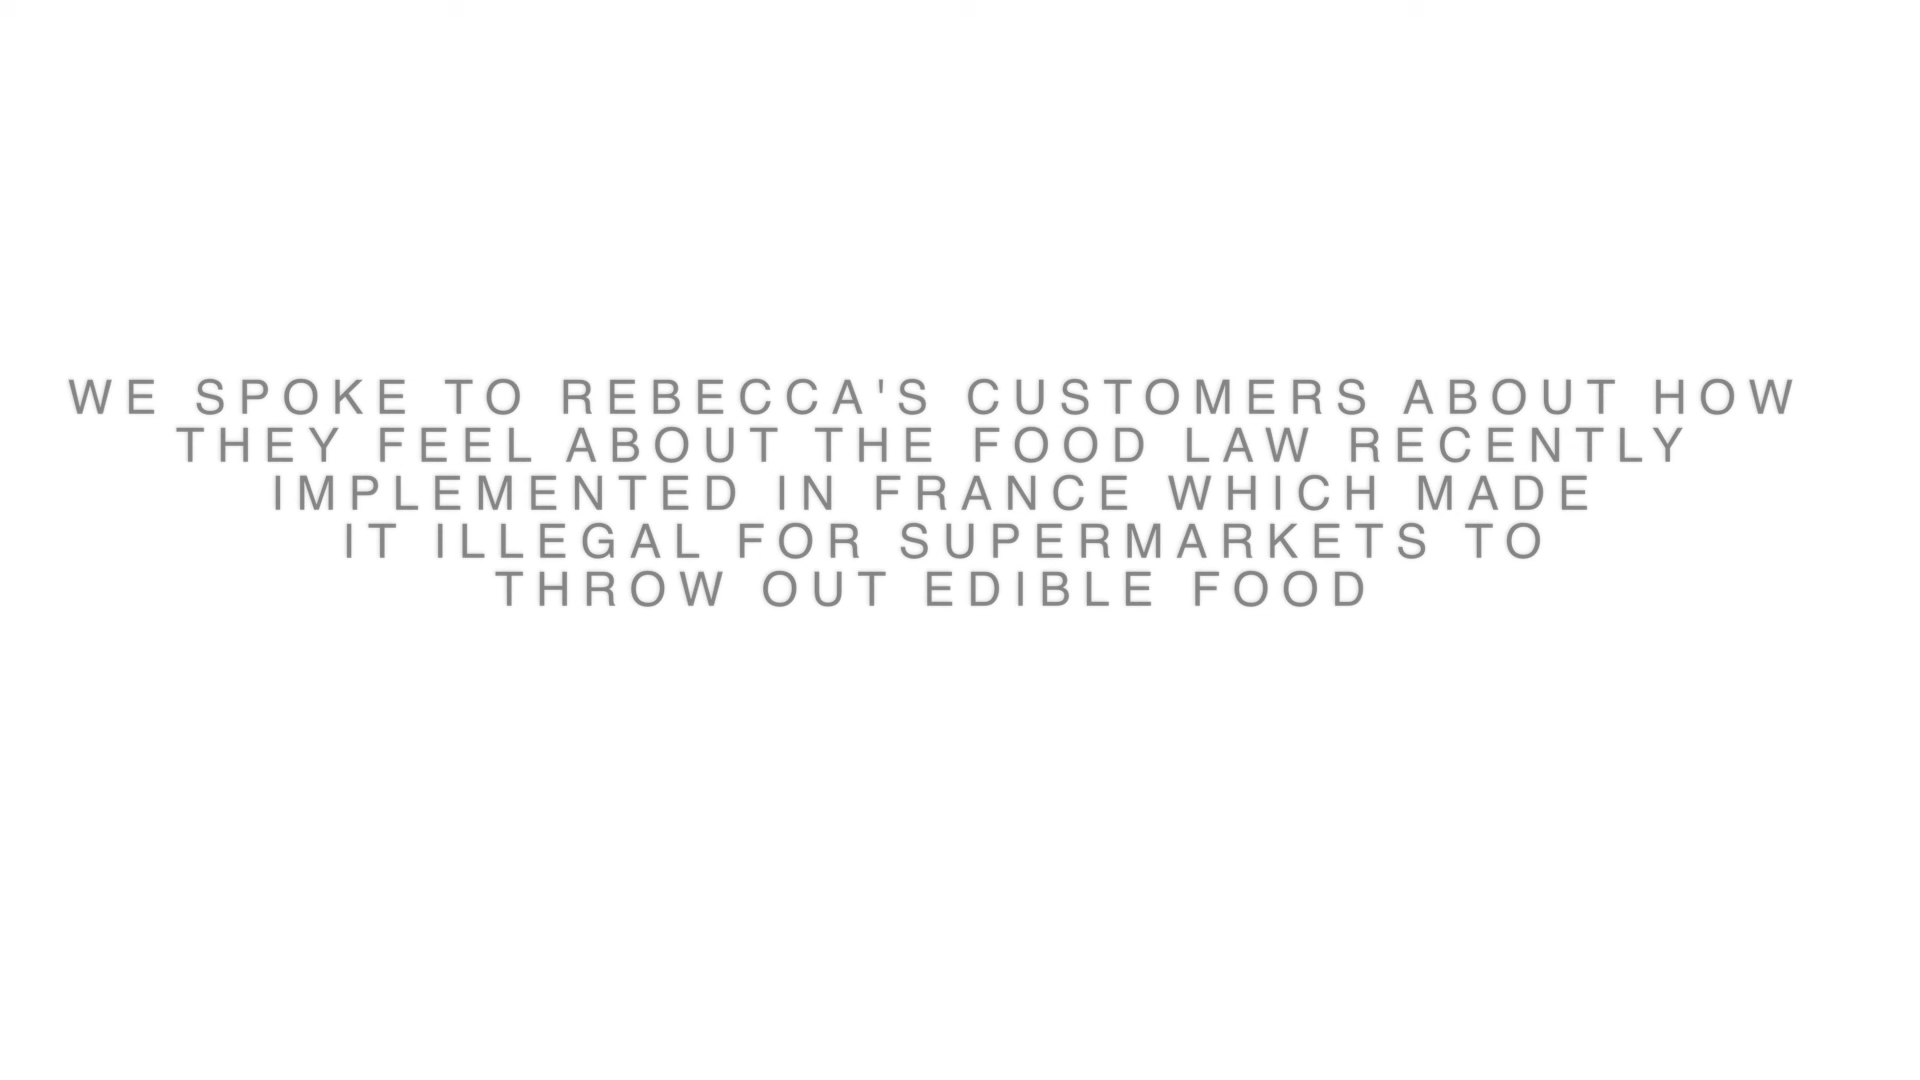 WE SPOKE TO REBECCA'S CUSTOMERS ABOUT HOW
THEY FEEL ABOUT THE FOOD LAW RECENTLY
IMPLEMENTED IN FRANCE WHICH MADE
IT ILLEGAL FOR SUPERMARKETS TO
THROW OUT EDIBLE FOOD